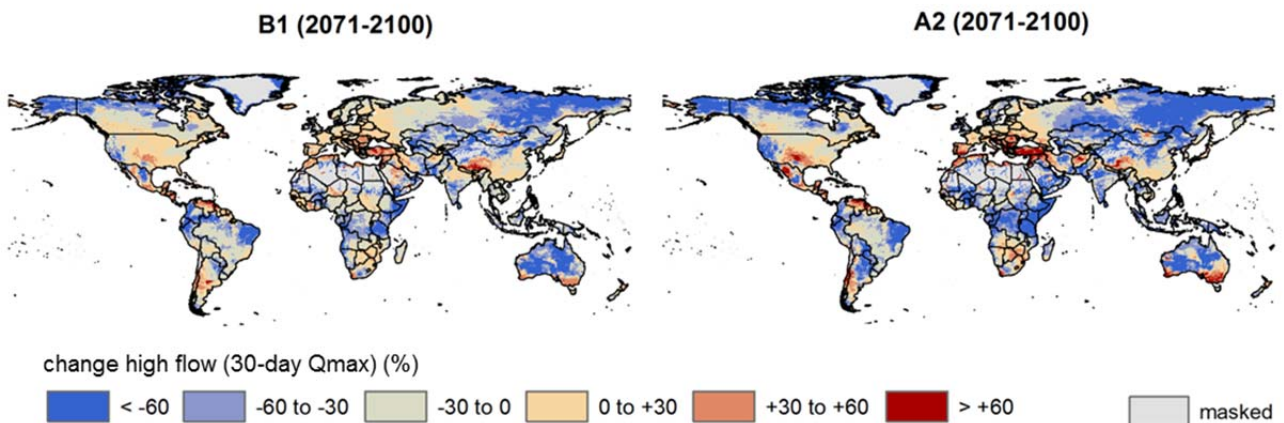 B1 (2071-2100)
A2 (2071-2100)
change high flow (30-day Qmax) (%)
< -60
-60 to -30
-30 to 0
0 to +30
+30 to +60
> +60
masked